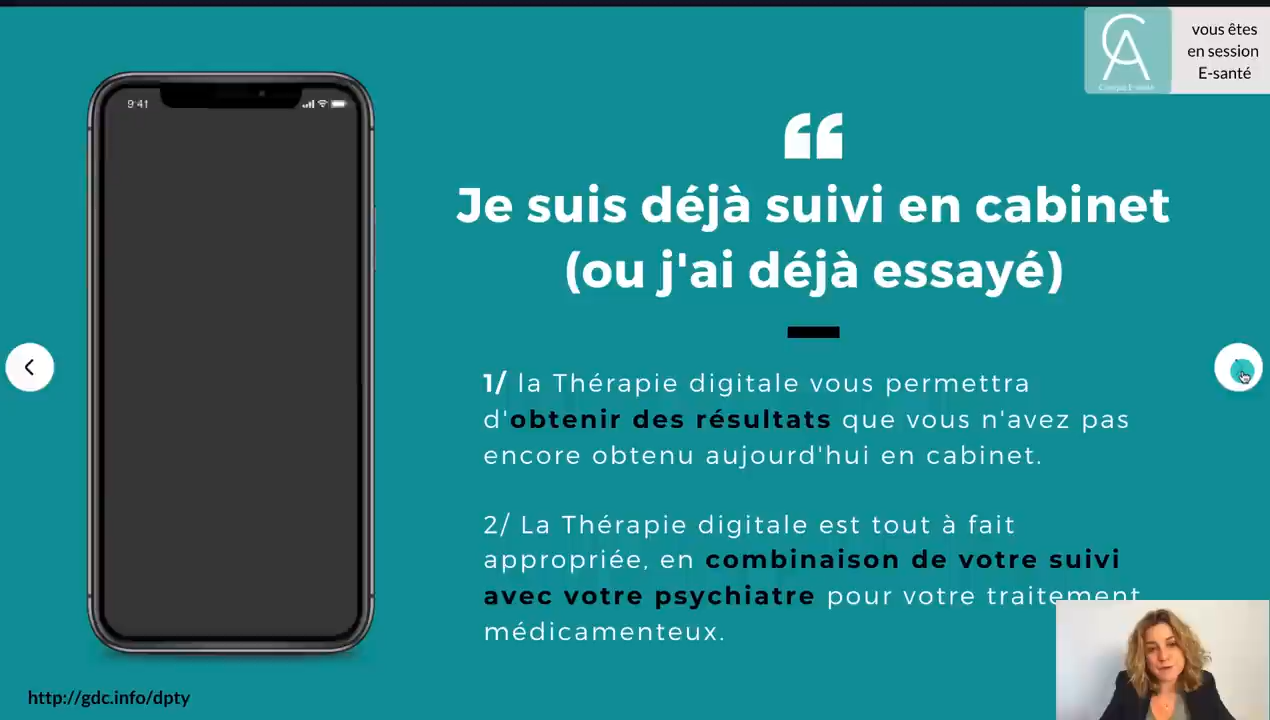 vous êtes
en session
E-santé
CA
9:41
“
Je suis déjà suivi en cabinet
(ou j'ai déjà essayé)
1/ la Thérapie digitale vous permettra
d'obtenir des résultats que vous n'avez pas
encore obtenu aujourd'hui en cabinet.
2/ La Thérapie digitale est tout à fait
appropriée, en combinaison de votre suivi
avec votre psychiatre pour votre traitement
médicamenteux.
http://gdc.info/dpty